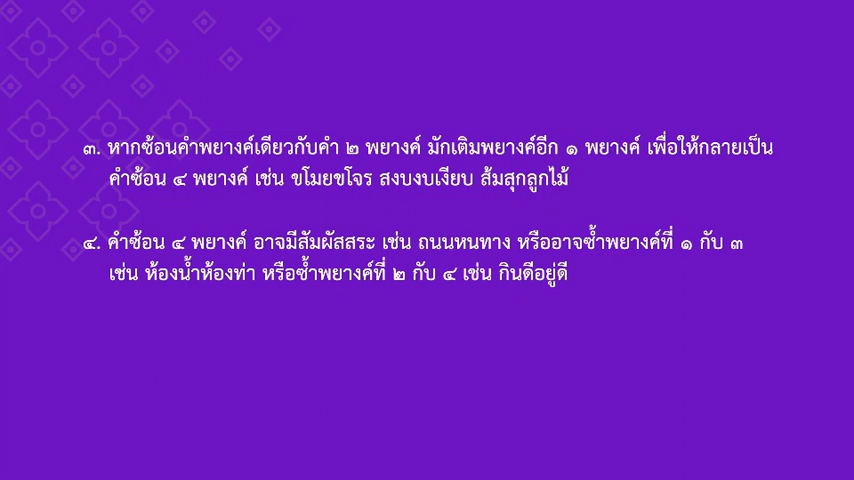 ๓. หากซ้อนคำพยางค์เดียวกับคำ ๒ พยางค์ มักเติมพยางค์อีก ๑ พยางค์ เพื่อให้กลายเป็น
คำซ้อน ๔ พยางค์ เช่น ขโมยขโจร สงบงบเงียบ ส้มสุกลูกไม้
๔. คำซ้อน ๔ พยางค์ อาจมีสัมผัสสระ เช่น ถนนหนทาง หรืออาจซ้ำพยางค์ที่ ๑ กับ ๓
เช่น ห้องน้ำห้องท่า หรือซ้ำพยางค์ที่ ๒ กับ ๔ เช่น กินดีอยู่ดี